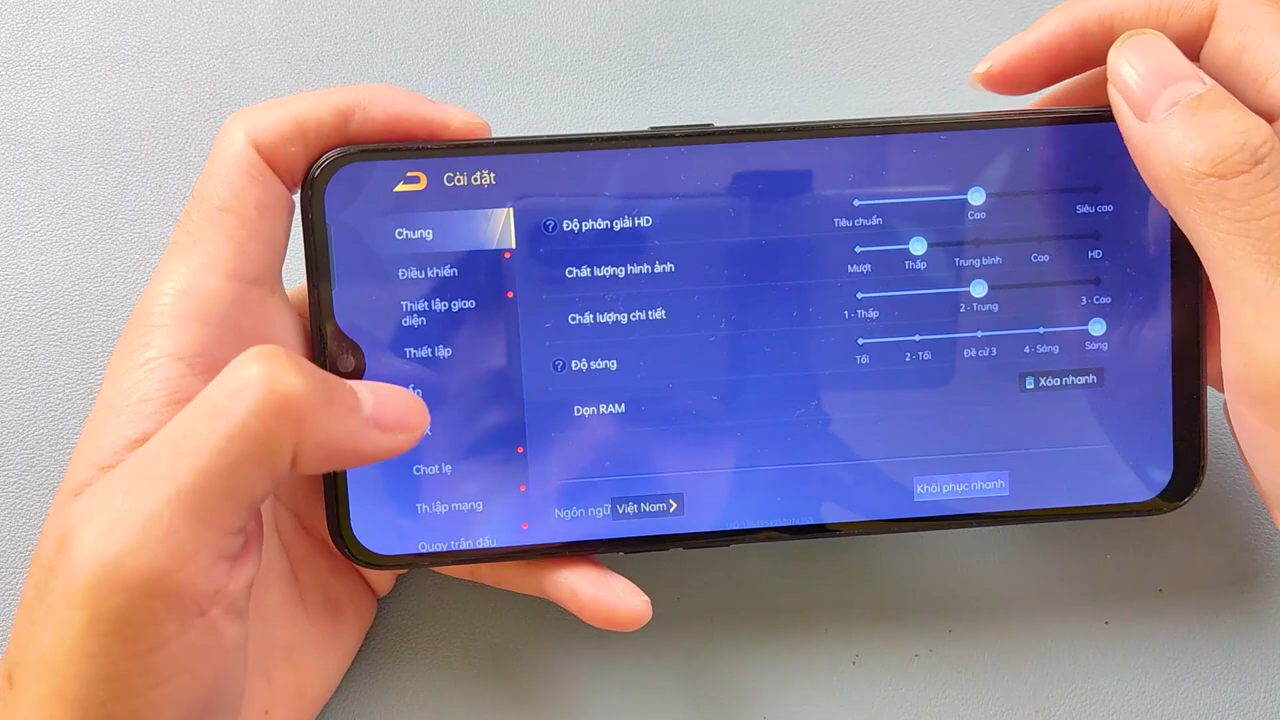 Cài đặt
Chung
Điều khiển
Thiết lập giao
diện
Thiết lập
Chat lẹ
Th.lập mạng
Quay trận đấu
? Độ phân giải HD
Tiêu chuẩn Cao Siêu cao
Chất lượng hình ảnh
Mượt Thấp Trung bình Cao HD
Chất lượng chi tiết
1 - Thấp 2 - Trung 3 - Cao
? Độ sáng
Tối 2 - Tối Đề cử 3 4 - Sáng Sáng
Dọn RAM
Xóa nhanh
Ngôn ngữ Việt Nam
Khôi phục nhanh